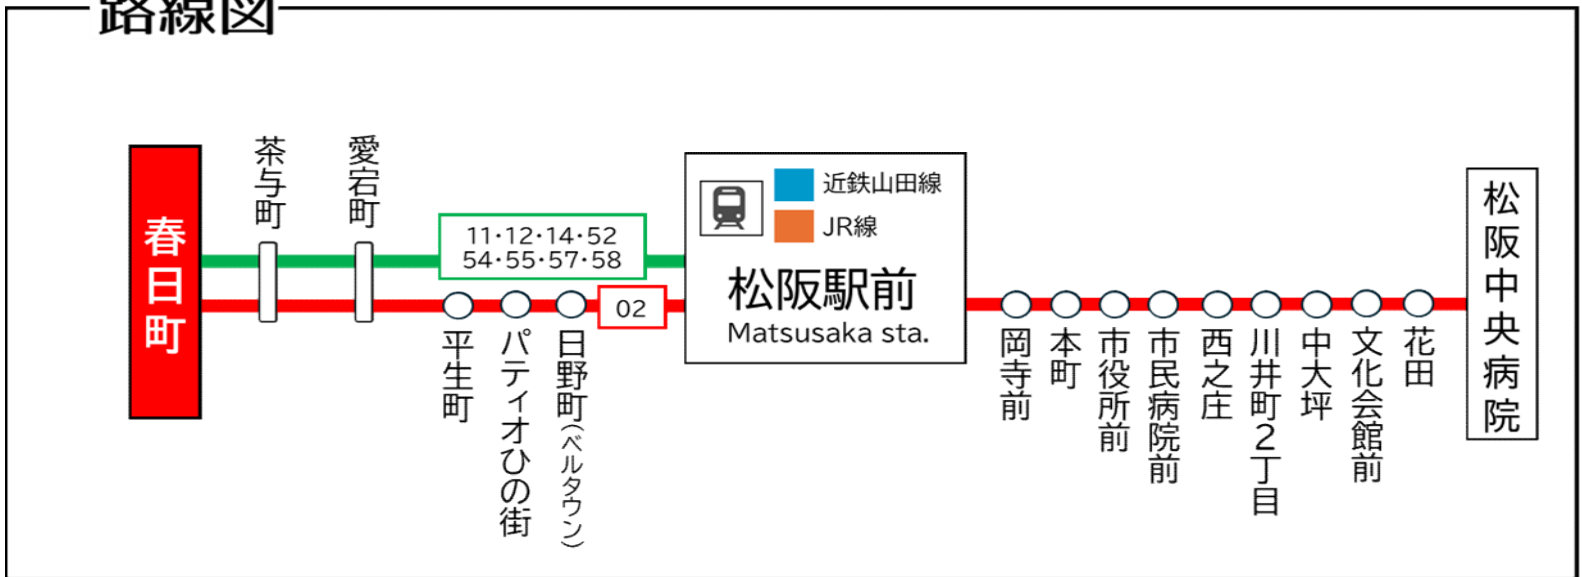 路線図
春日町
茶与町
愛宕町
11・12・14・52
54・55・57・58
平生町
パティオひの街
日野町(ベルタウン)
02
近鉄山田線
JR線
松阪駅前
Matsusaka sta.
岡寺前
本町
市役所前
市民病院前
西之庄
川井町2丁目
中大坪
文化会館前
花田
松阪中央病院